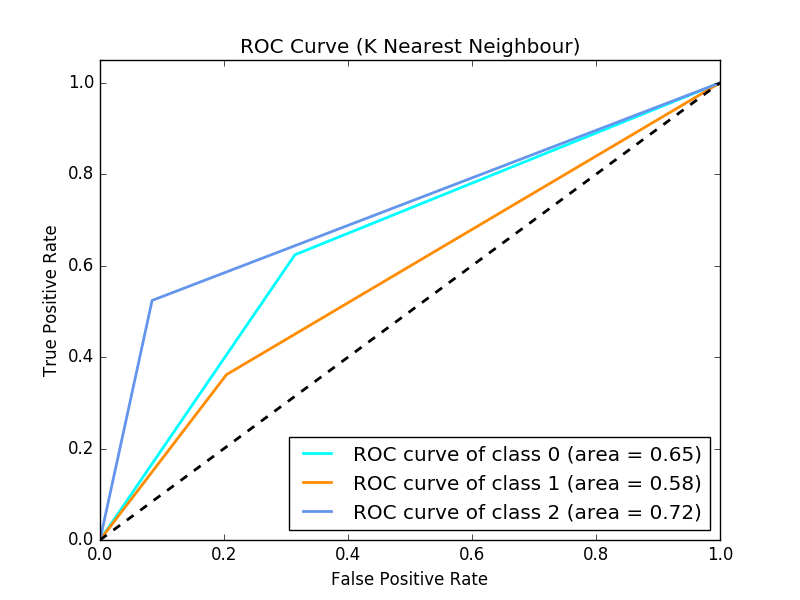 ROC Curve (K Nearest Neighbour)
True Positive Rate
1.0
0.8
0.6
0.4
0.2
0.0
ROC curve of class 0 (area = 0.65)
ROC curve of class 1 (area = 0.58)
ROC curve of class 2 (area = 0.72)
0.0 0.2 0.4 0.6 0.8 1.0
False Positive Rate